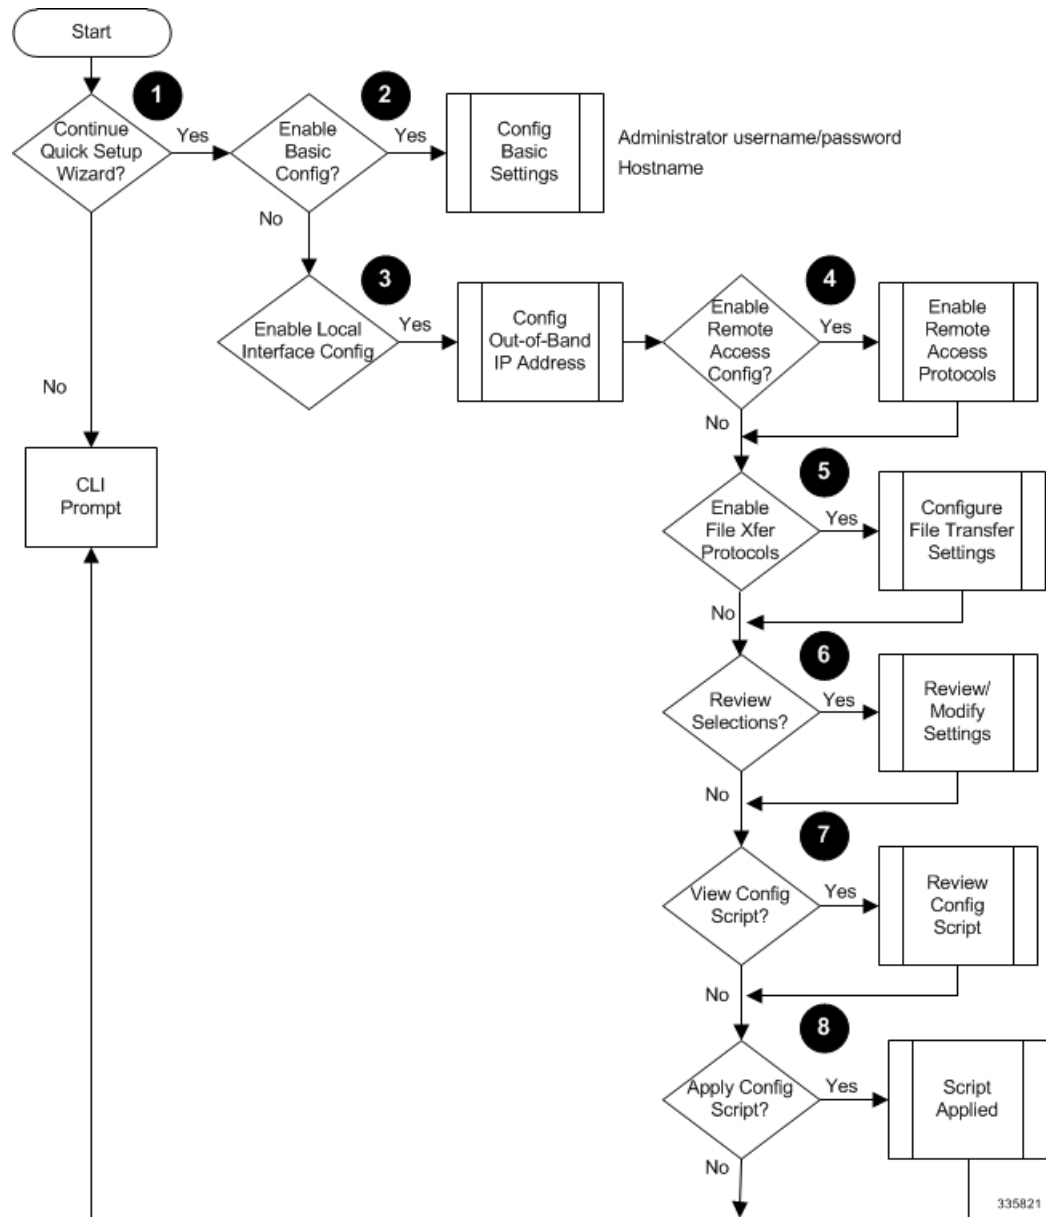 Start
1
Continue
Quick Setup
Wizard?
Yes
No
2
Enable
Basic
Config?
Yes
No
Config
Basic
Settings
Administrator username/password
Hostname
3
Enable Local
Interface Config
Yes
Config
Out-of-Band
IP Address
4
Enable
Remote
Access
Config?
Yes
No
Enable
Remote
Access
Protocols
CLI
Prompt
5
Enable
File Xfer
Protocols
Yes
No
Configure
File Transfer
Settings
6
Review
Selections?
Yes
No
Review/
Modify
Settings
7
View Config
Script?
Yes
No
Review
Config
Script
8
Apply Config
Script?
Yes
No
Script
Applied
335821